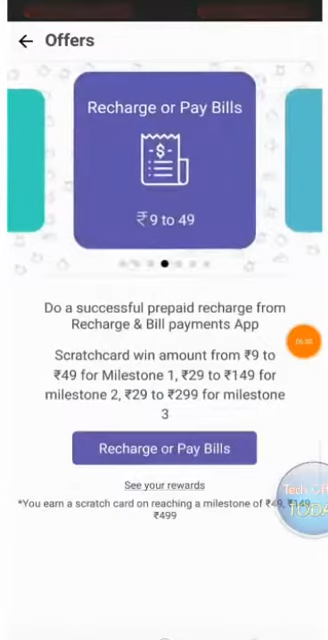 Offers
Recharge or Pay Bills
$
₹9 to 49
Do a successful prepaid recharge from
Recharge & Bill payments App
Scratchcard win amount from ₹9 to
₹49 for Milestone 1, ₹29 to ₹149 for
milestone 2, ₹29 to ₹299 for milestone
3
Recharge or Pay Bills
See your rewards
*You earn a scratch card on reaching a milestone of ₹49, ₹149
₹499
Tech
TODA